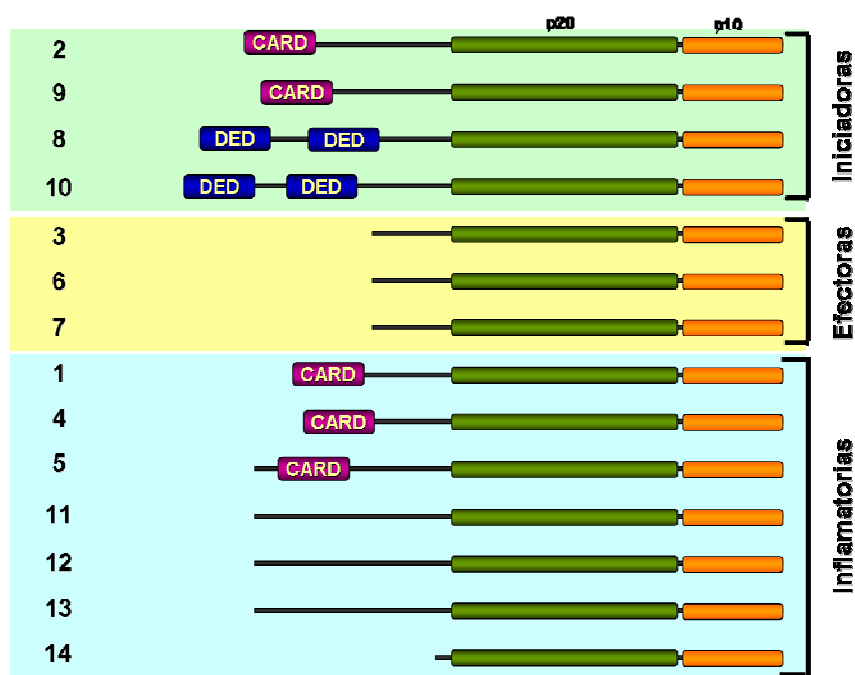 p20 p10
2 CARD
9 CARD
8 DED DED
10 DED DED
Iniciadoras
3
6
7
Efectoras
1 CARD
4 CARD
5 CARD
11
12
13
14
Inflamatorias